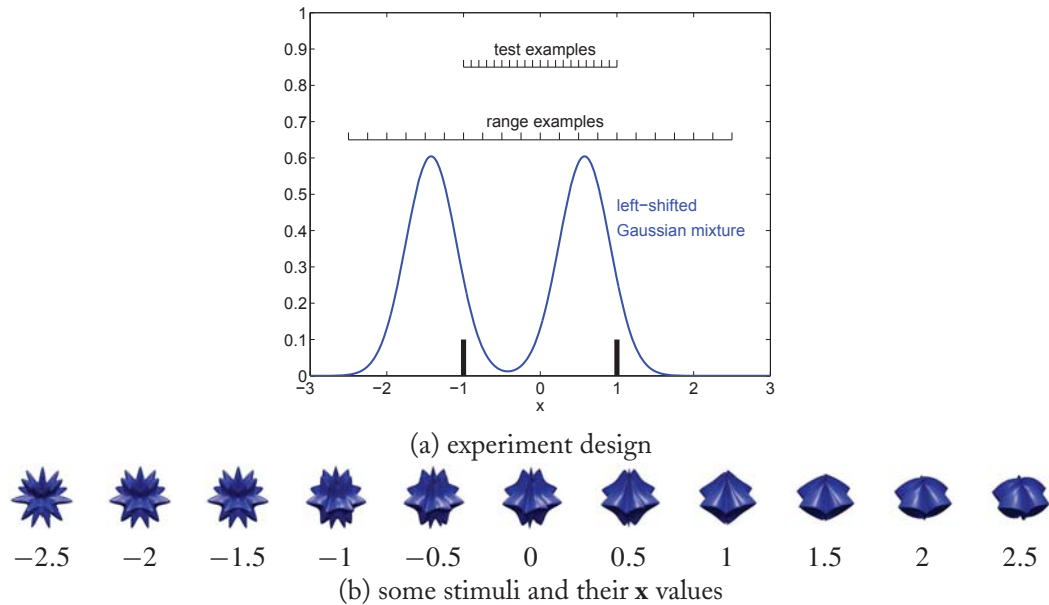 1
0.9
test examples
0.8
0.7
range examples
0.6
0.5
left−shifted
Gaussian mixture
0.4
0.3
0.2
0.1
0
−3 −2 −1 0 1 2 3
x
(a) experiment design
−2.5 −2 −1.5 −1 −0.5 0 0.5 1 1.5 2 2.5
(b) some stimuli and their x values